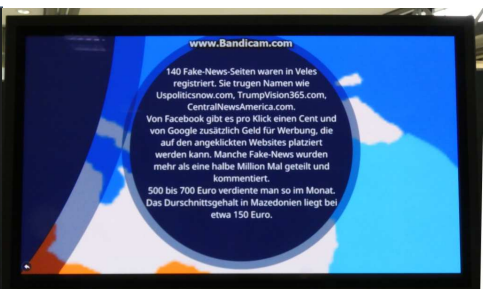 www.Bandicam.com
140 Fake-News-Seiten waren in Veles
registriert. Sie trugen Namen wie
Uspoliticsnow.com, TrumpVision365.com,
CentralNewsAmerica.com.
Von Facebook gibt es pro Klick einen Cent und
von Google zusätzlich Geld für Werbung, die
auf den angeklickten Websites platziert
werden kann. Manche Fake-News wurden
mehr als eine halbe Million Mal geteilt und
kommentiert.
500 bis 700 Euro verdiente man so im Monat.
Das Durschnittsgehalt in Mazedonien liegt bei
etwa 150 Euro.